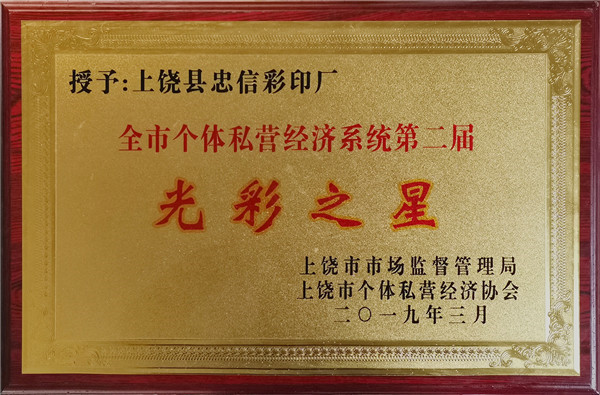 授予:上饶县忠信彩印厂
全市个体私营经济系统第二届
光彩之星
上饶市市场监督管理局
上饶市个体私营经济协会
二〇一九年三月